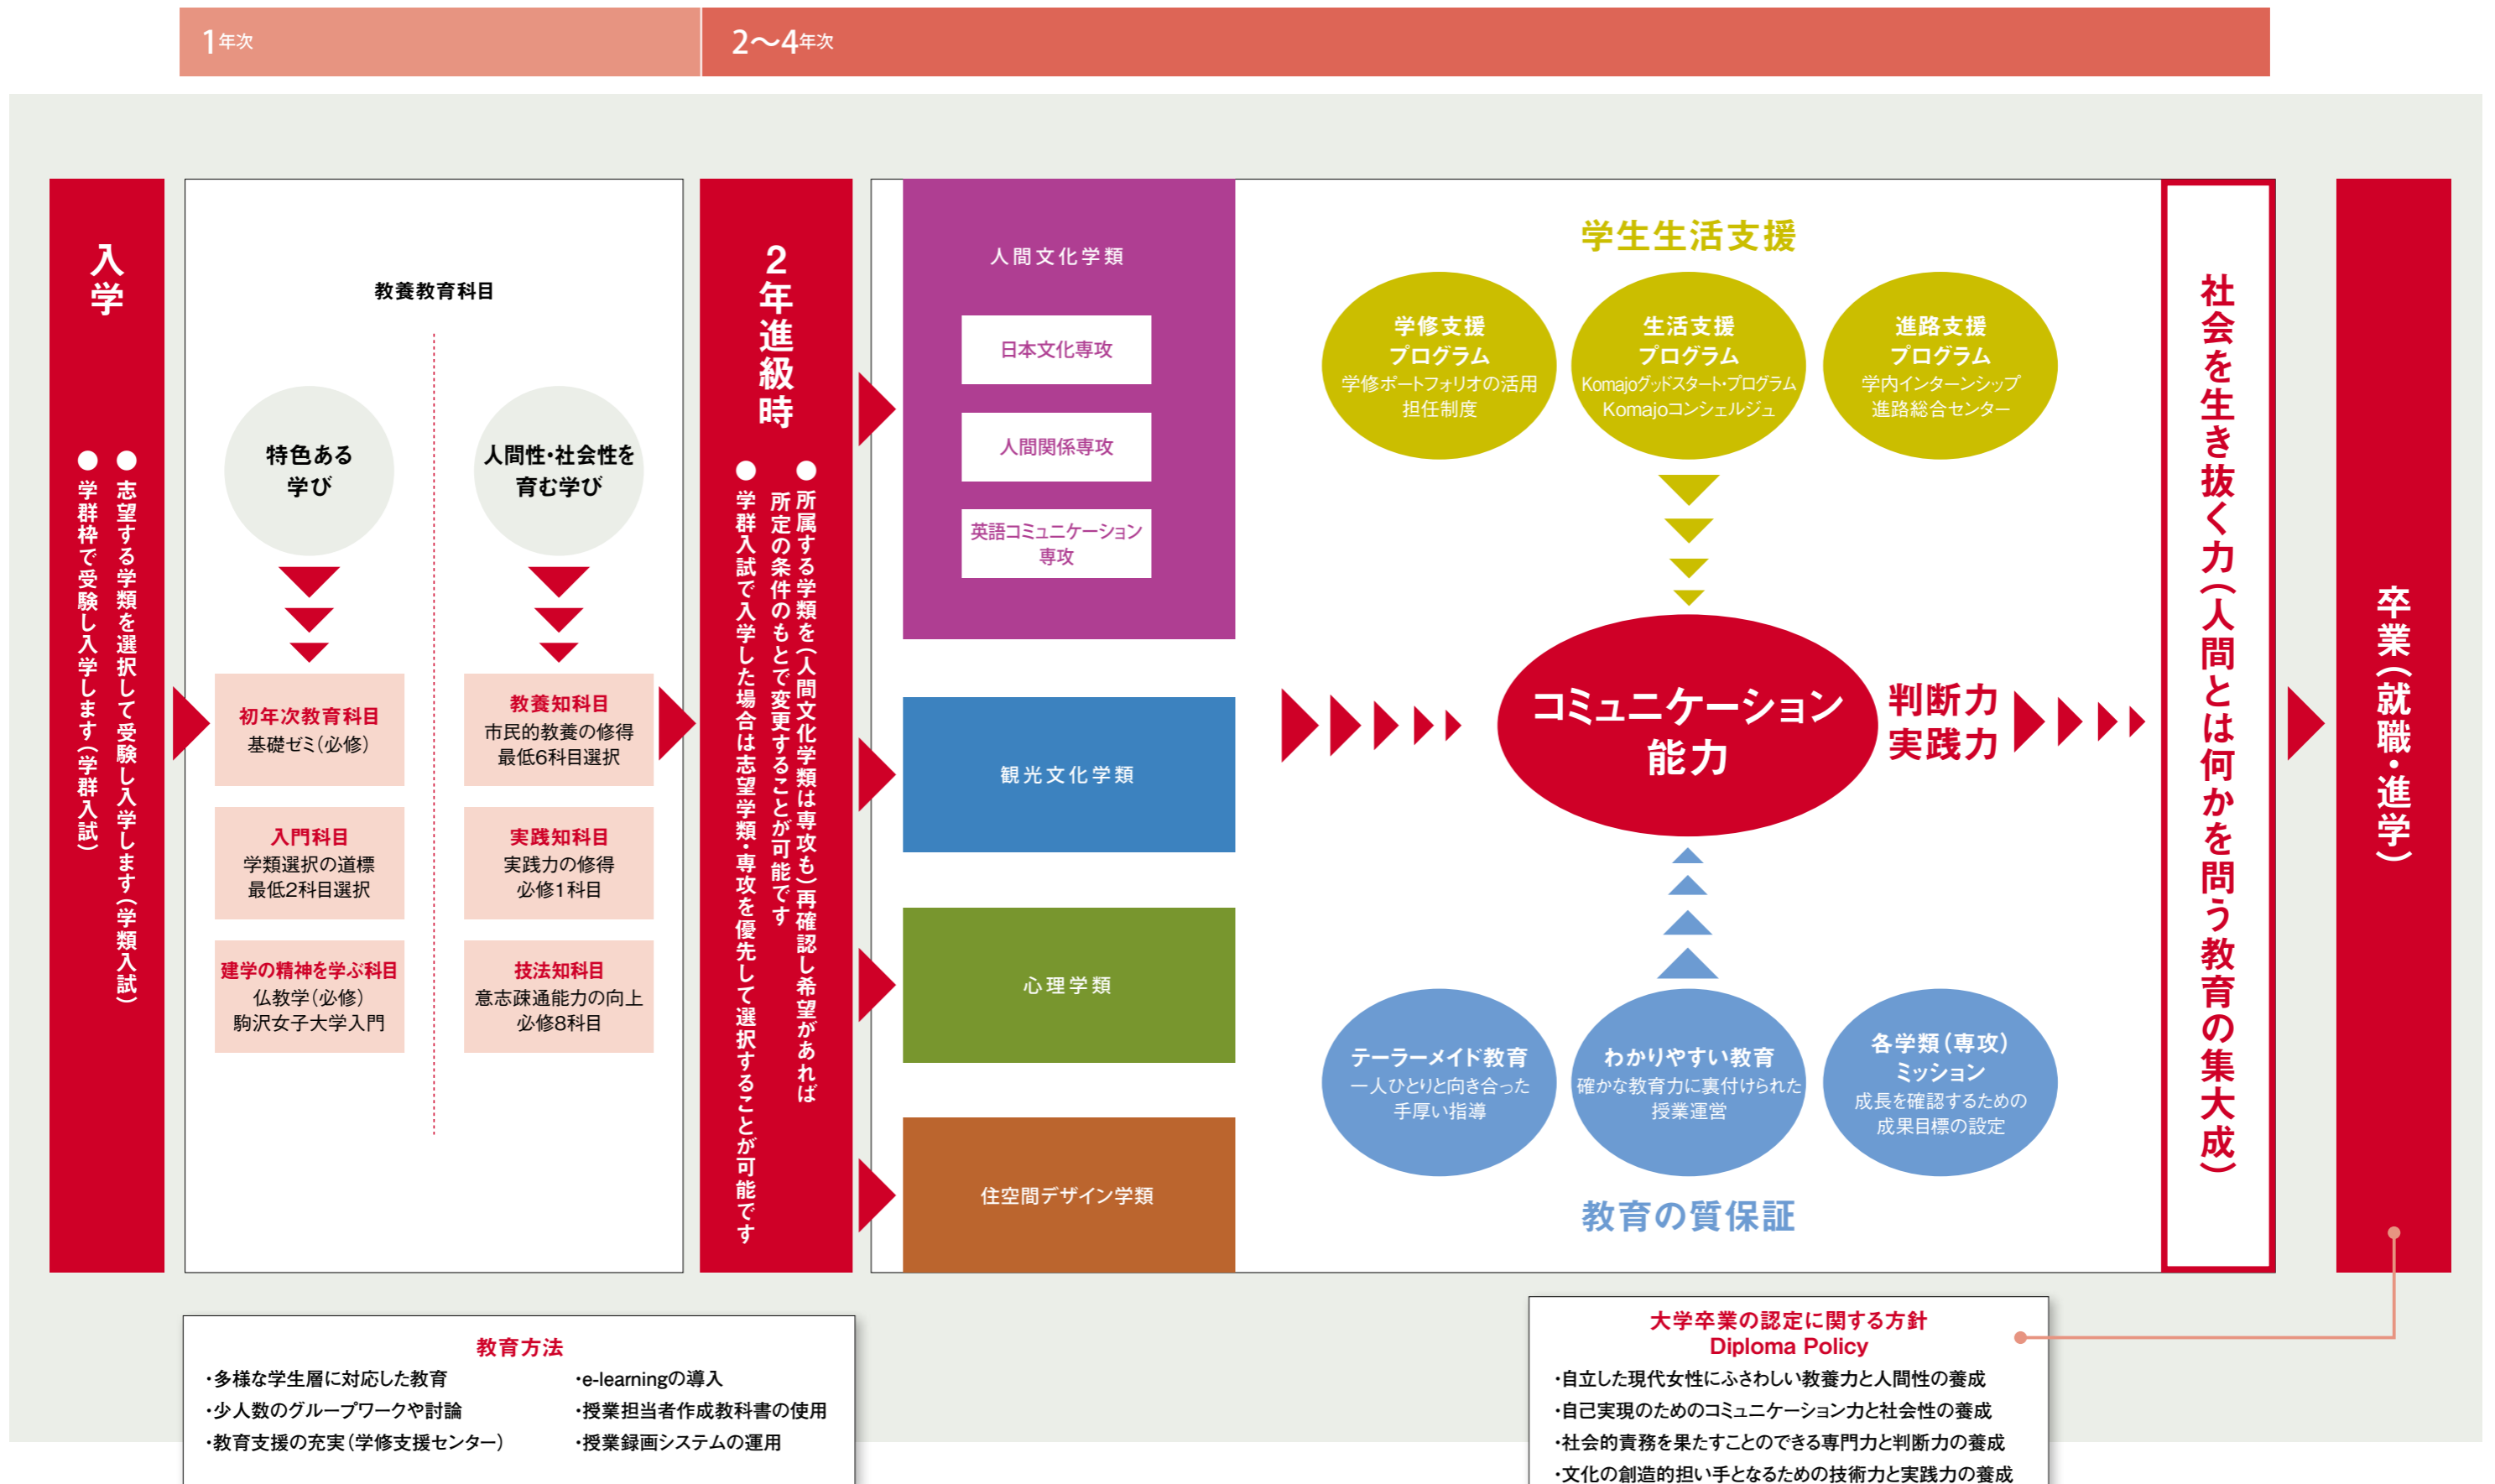 1年次
2〜4年次
入学
●志望する学類を選択して受験し入学します(学類入試)
●学群枠で受験し入学します(学群入試)
教養教育科目
特色ある
学び
初年次教育科目
基礎ゼミ(必修)
入門科目
学類選択の道標
最低2科目選択
建学の精神を学ぶ科目
仏教学(必修)
駒沢女子大学入門
人間性・社会性を
育む学び
教養知科目
市民的教養の修得
最低6科目選択
実践知科目
実践力の修得
必修1科目
技法知科目
意志疎通能力の向上
必修8科目
2年進級時
●所属する学類を(人間文化学類は専攻も)再確認し希望があれば
所定の条件のもとで変更することが可能です
●学群入試で入学した場合は志望学類・専攻を優先して選択することが可能です
人間文化学類
日本文化専攻
人間関係専攻
英語コミュニケーション
専攻
観光文化学類
心理学類
住空間デザイン学類
学生生活支援
学修支援
プログラム
学修ポートフォリオの活用
担任制度
生活支援
プログラム
Komajoグッドスタート・プログラム
Komajoコンシェルジュ
進路支援
プログラム
学内インターンシップ
進路総合センター
コミュニケーション
能力
判断力
実践力
テーラーメイド教育
一人ひとりと向き合った
手厚い指導
わかりやすい教育
確かな教育力に裏付けられた
授業運営
各学類(専攻)
ミッション
成長を確認するための
成果目標の設定
教育の質保証
社会を生き抜く力(人間とは何かを問う教育の集大成)
卒業(就職・進学)
教育方法
・多様な学生層に対応した教育
・少人数のグループワークや討論
・教育支援の充実(学修支援センター)
・e-learningの導入
・授業担当者作成教科書の使用
・授業録画システムの運用
大学卒業の認定に関する方針
Diploma Policy
・自立した現代女性にふさわしい教養力と人間性の養成
・自己実現のためのコミュニケーション力と社会性の養成
・社会的責務を果たすことのできる専門力と判断力の養成
・文化の創造的担い手となるための技術力と実践力の養成